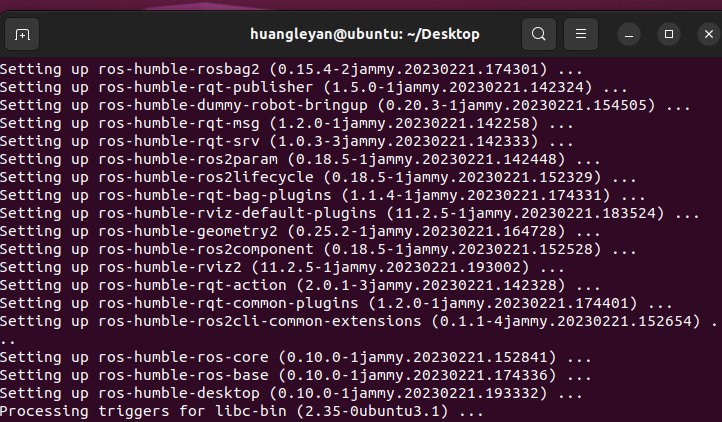 huangleyan@ubuntu: ~/Desktop
Setting up ros-humble-rosbag2 (0.15.4-2jammy.20230221.174301) ...
Setting up ros-humble-rqt-publisher (1.5.0-1jammy.20230221.142324) ...
Setting up ros-humble-dummy-robot-bringup (0.20.3-1jammy.20230221.154505) ...
Setting up ros-humble-rqt-msg (1.2.0-1jammy.20230221.142258) ...
Setting up ros-humble-rqt-srv (1.0.3-3jammy.20230221.142333) ...
Setting up ros-humble-ros2param (0.18.5-1jammy.20230221.142448) ...
Setting up ros-humble-ros2lifecycle (0.18.5-1jammy.20230221.152329) ...
Setting up ros-humble-rqt-bag-plugins (1.1.4-1jammy.20230221.174331) ...
Setting up ros-humble-rviz-default-plugins (11.2.5-1jammy.20230221.183524) ...
Setting up ros-humble-geometry2 (0.25.2-1jammy.20230221.164728) ...
Setting up ros-humble-ros2component (0.18.5-1jammy.20230221.152528) ...
Setting up ros-humble-rviz2 (11.2.5-1jammy.20230221.193002) ...
Setting up ros-humble-rqt-action (2.0.1-3jammy.20230221.142328) ...
Setting up ros-humble-rqt-common-plugins (1.2.0-1jammy.20230221.174401) ...
Setting up ros-humble-ros2cli-common-extensions (0.1.1-4jammy.20230221.152654) .
..
Setting up ros-humble-ros-core (0.10.0-1jammy.20230221.152841) ...
Setting up ros-humble-ros-base (0.10.0-1jammy.20230221.174336) ...
Setting up ros-humble-desktop (0.10.0-1jammy.20230221.193332) ...
Processing triggers for libc-bin (2.35-0ubuntu3.1) ...